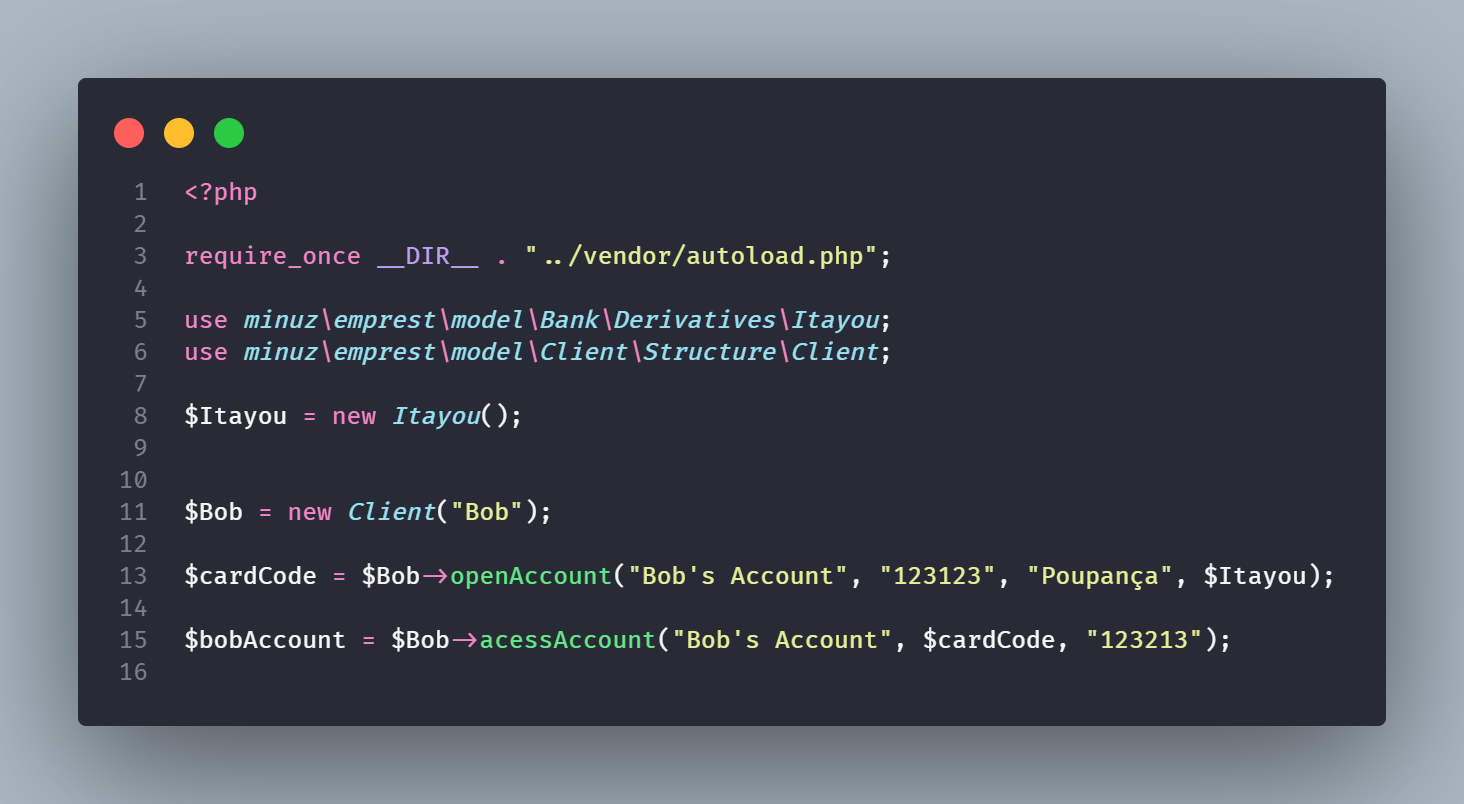 1 <?php
2
3 require_once __DIR__ . "../vendor/autoload.php";
4
5 use minuz\emprest\model\Bank\Derivatives\Itayou;
6 use minuz\emprest\model\Client\Structure\Client;
7
8 $Itayou = new Itayou();
9
10
11 $Bob = new Client("Bob");
12
13 $cardCode = $Bob->openAccount("Bob's Account", "123123", "Poupança", $Itayou);
14
15 $bobAccount = $Bob->acessAccount("Bob's Account", $cardCode, "123213");
16